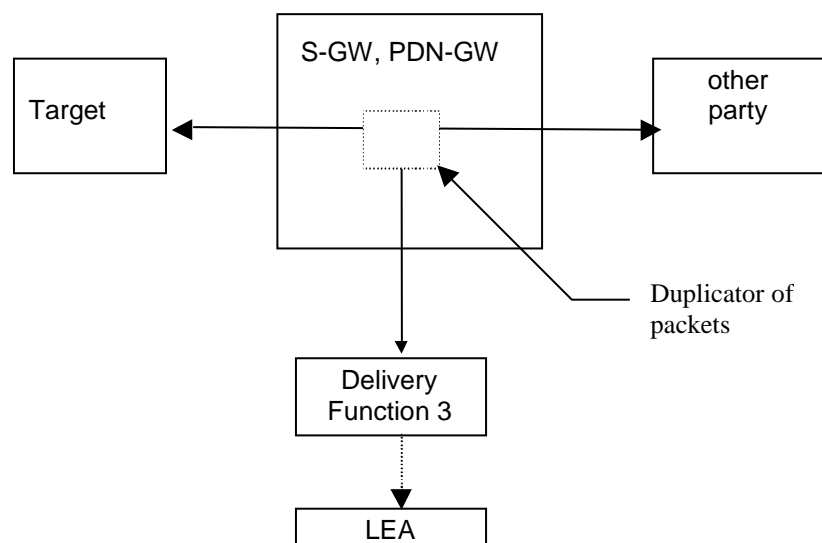 S-GW, PDN-GW
Target
other
party
Duplicator of
packets
Delivery
Function 3
LEA